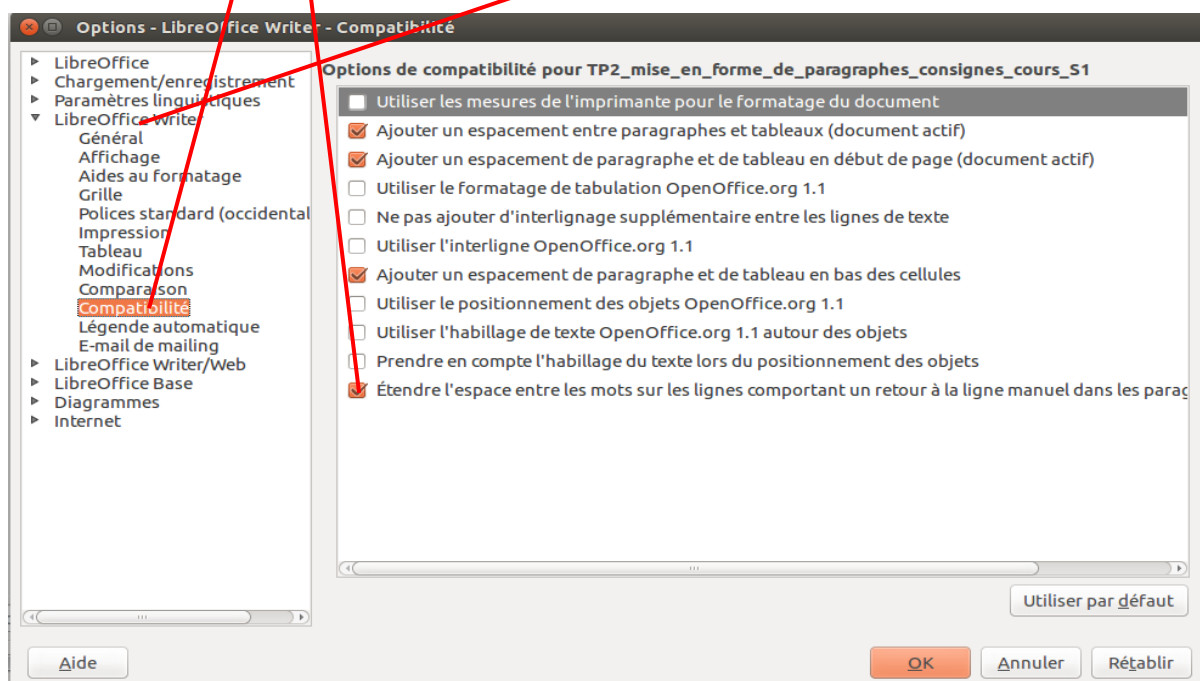 Options - LibreOffice Writer - Compatibilité
LibreOffice
Chargement/enregistrement
Paramètres linguistiques
LibreOffice Writer
Général
Affichage
Aides au formatage
Grille
Polices standard (occidental
Impression
Tableau
Modifications
Comparaison
Compatibilité
Légende automatique
E-mail de mailing
LibreOffice Writer/Web
LibreOffice Base
Diagrammes
Internet
Options de compatibilité pour TP2_mise_en_forme_de_paragraphes_consignes_cours_S1
Utiliser les mesures de l'imprimante pour le formatage du document
Ajouter un espacement entre paragraphes et tableaux (document actif)
Ajouter un espacement de paragraphe et de tableau en début de page (document actif)
Utiliser le formatage de tabulation OpenOffice.org 1.1
Ne pas ajouter d'interlignage supplémentaire entre les lignes de texte
Utiliser l'interligne OpenOffice.org 1.1
Ajouter un espacement de paragraphe et de tableau en bas des cellules
Utiliser le positionnement des objets OpenOffice.org 1.1
Utiliser l'habillage de texte OpenOffice.org 1.1 autour des objets
Prendre en compte l'habillage du texte lors du positionnement des objets
Étendre l'espace entre les mots sur les lignes comportant un retour à la ligne manuel dans les parag
Utiliser par défaut
Aide
OK
Annuler
Rétablir